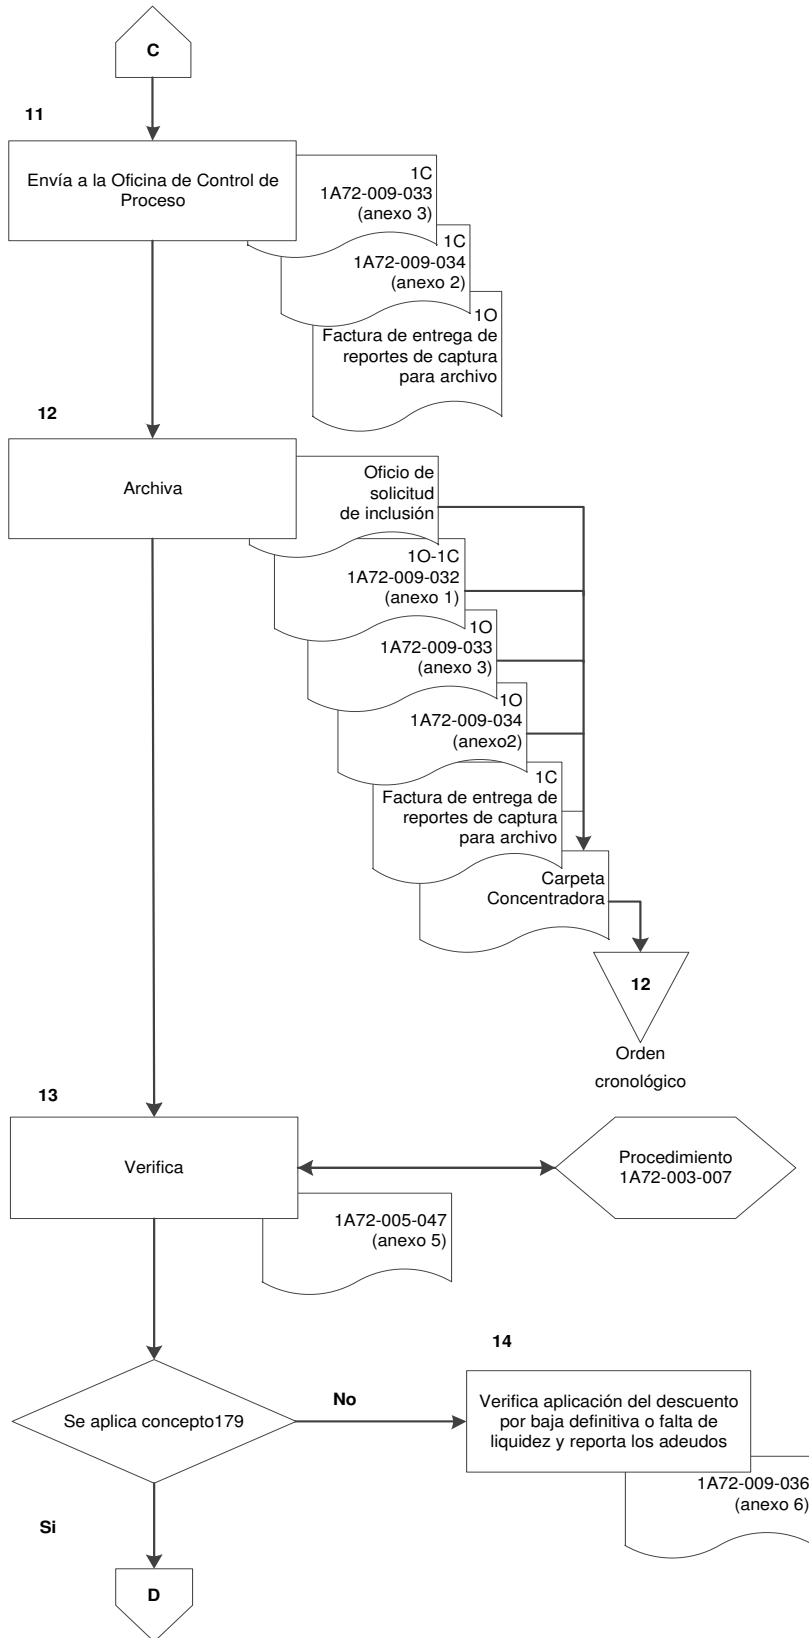 C
11
Envía a la Oficina de Control de
Proceso
1C
1A72-009-033
(anexo 3)
1C
1A72-009-034
(anexo 2)
1O
Factura de entrega de
reportes de captura
para archivo
12
Archiva
Oficio de
solicitud
de inclusión
1O-1C
1A72-009-032
(anexo 1)
1O
1A72-009-033
(anexo 3)
1O
1A72-009-034
(anexo2)
1C
Factura de entrega de
reportes de captura
para archivo
Carpeta
Concentradora
12
Orden
cronológico
13
Verifica
Procedimiento
1A72-003-007
1A72-005-047
(anexo 5)
14
Se aplica concepto179
No
Verifica aplicación del descuento
por baja definitiva o falta de
liquidez y reporta los adeudos
1A72-009-036
(anexo 6)
Si
D